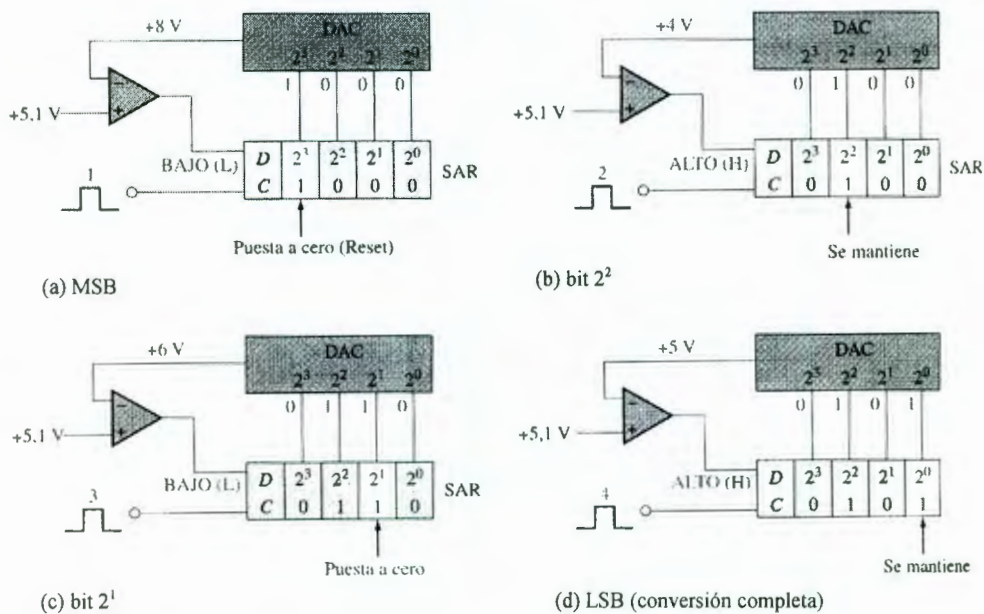 +8 V
DAC
2³ 2² 2¹ 2⁰
1 0 0 0
+5,1 V
BAJO (L)
D 2³ 2² 2¹ 2⁰
C 1 0 0 0
SAR
1
Puesta a cero (Reset)
(a) MSB
+4 V
DAC
2³ 2² 2¹ 2⁰
0 1 0 0
+5,1 V
ALTO (H)
D 2³ 2² 2¹ 2⁰
C 0 1 0 0
SAR
2
Se mantiene
(b) bit 2²
+6 V
DAC
2³ 2² 2¹ 2⁰
0 1 1 0
+5,1 V
BAJO (L)
D 2³ 2² 2¹ 2⁰
C 0 1 1 0
SAR
3
Puesta a cero
(c) bit 2¹
+5 V
DAC
2³ 2² 2¹ 2⁰
0 1 0 1
+5,1 V
ALTO (H)
D 2³ 2² 2¹ 2⁰
C 0 1 0 1
4
Se mantiene
(d) LSB (conversión completa)